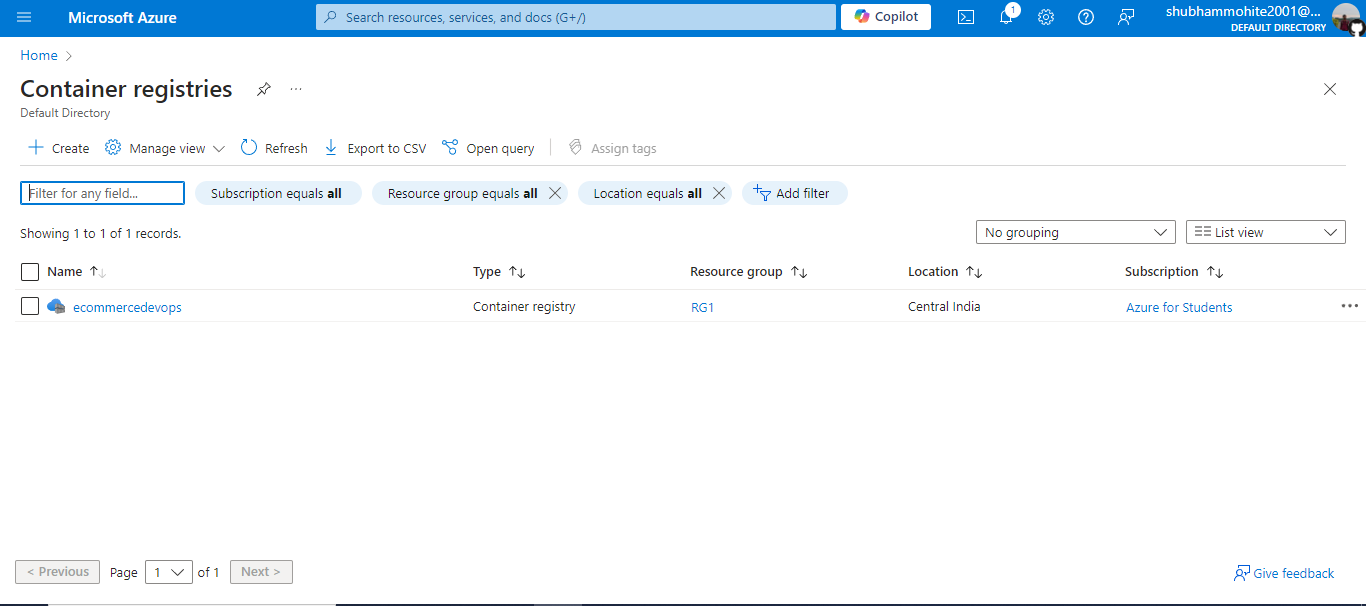 Microsoft Azure
Search resources, services, and docs (G+/)
Copilot
1
shubhammohite2001@...
DEFAULT DIRECTORY
Home
Container registries
Default Directory
Create Manage view Refresh Export to CSV Open query Assign tags
Filter for any field... Subscription equals all Resource group equals all Location equals all Add filter
Showing 1 to 1 of 1 records. No grouping List view
Name Type Resource group Location Subscription
ecommercedevops Container registry RG1 Central India Azure for Students
< Previous Page 1 of 1 Next > Give feedback